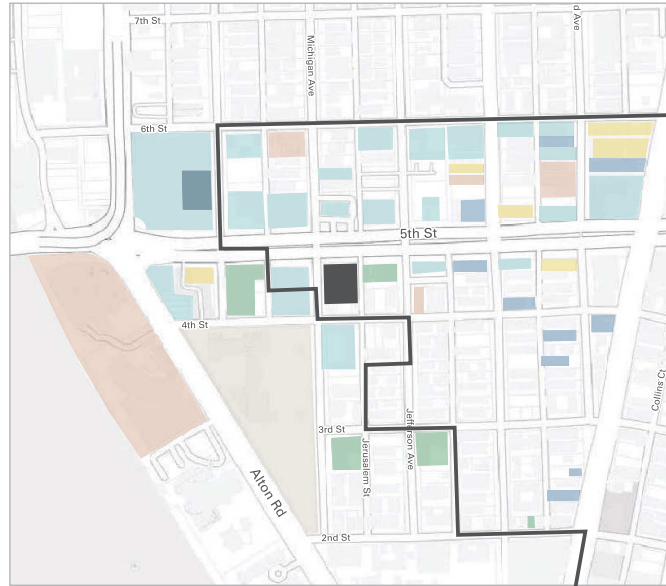 7th St
Michigan Ave
d Ave
6th St
5th St
4th St
Collins Ct
3rd St
Jefferson Ave
Jerusalem St
Alton Rd
2nd St